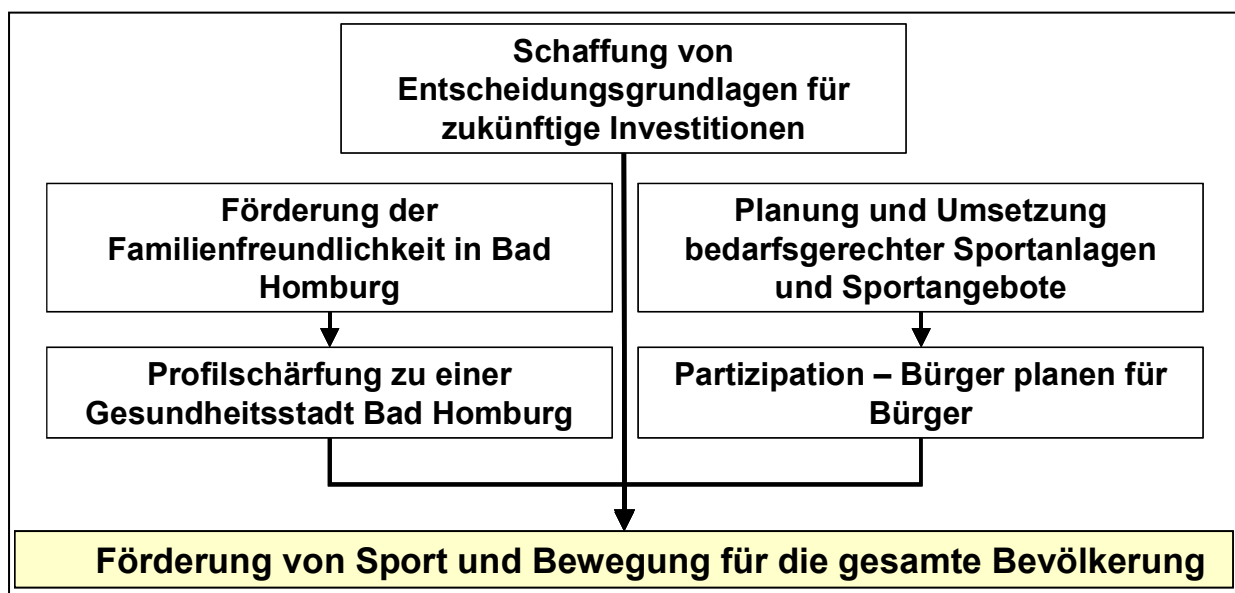 Schaffung von
Entscheidungsgrundlagen für
zukünftige Investitionen
Förderung der
Familienfreundlichkeit in Bad
Homburg
Planung und Umsetzung
bedarfsgerechter Sportanlagen
und Sportangebote
Profilschärfung zu einer
Gesundheitsstadt Bad Homburg
Partizipation – Bürger planen für
Bürger
Förderung von Sport und Bewegung für die gesamte Bevölkerung